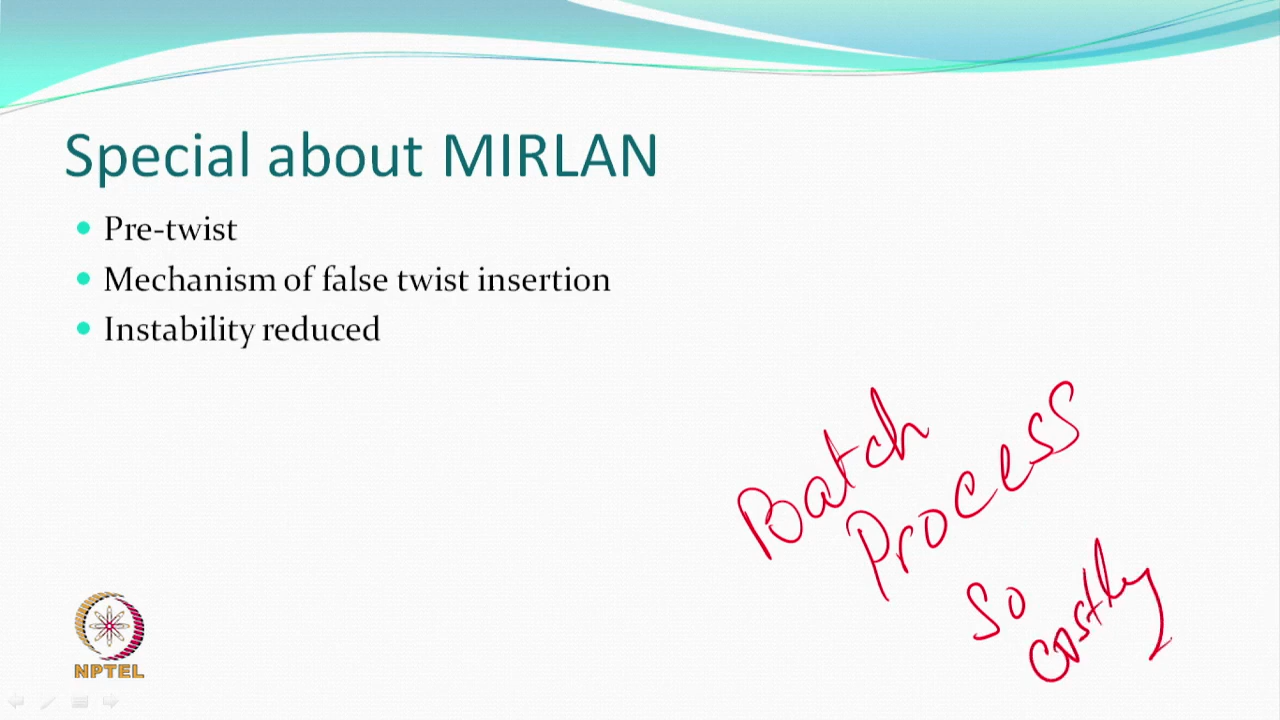 Special about MIRLAN
Pre-twist
Mechanism of false twist insertion
Instability reduced
Batch
Process
So
costly
NPTEL